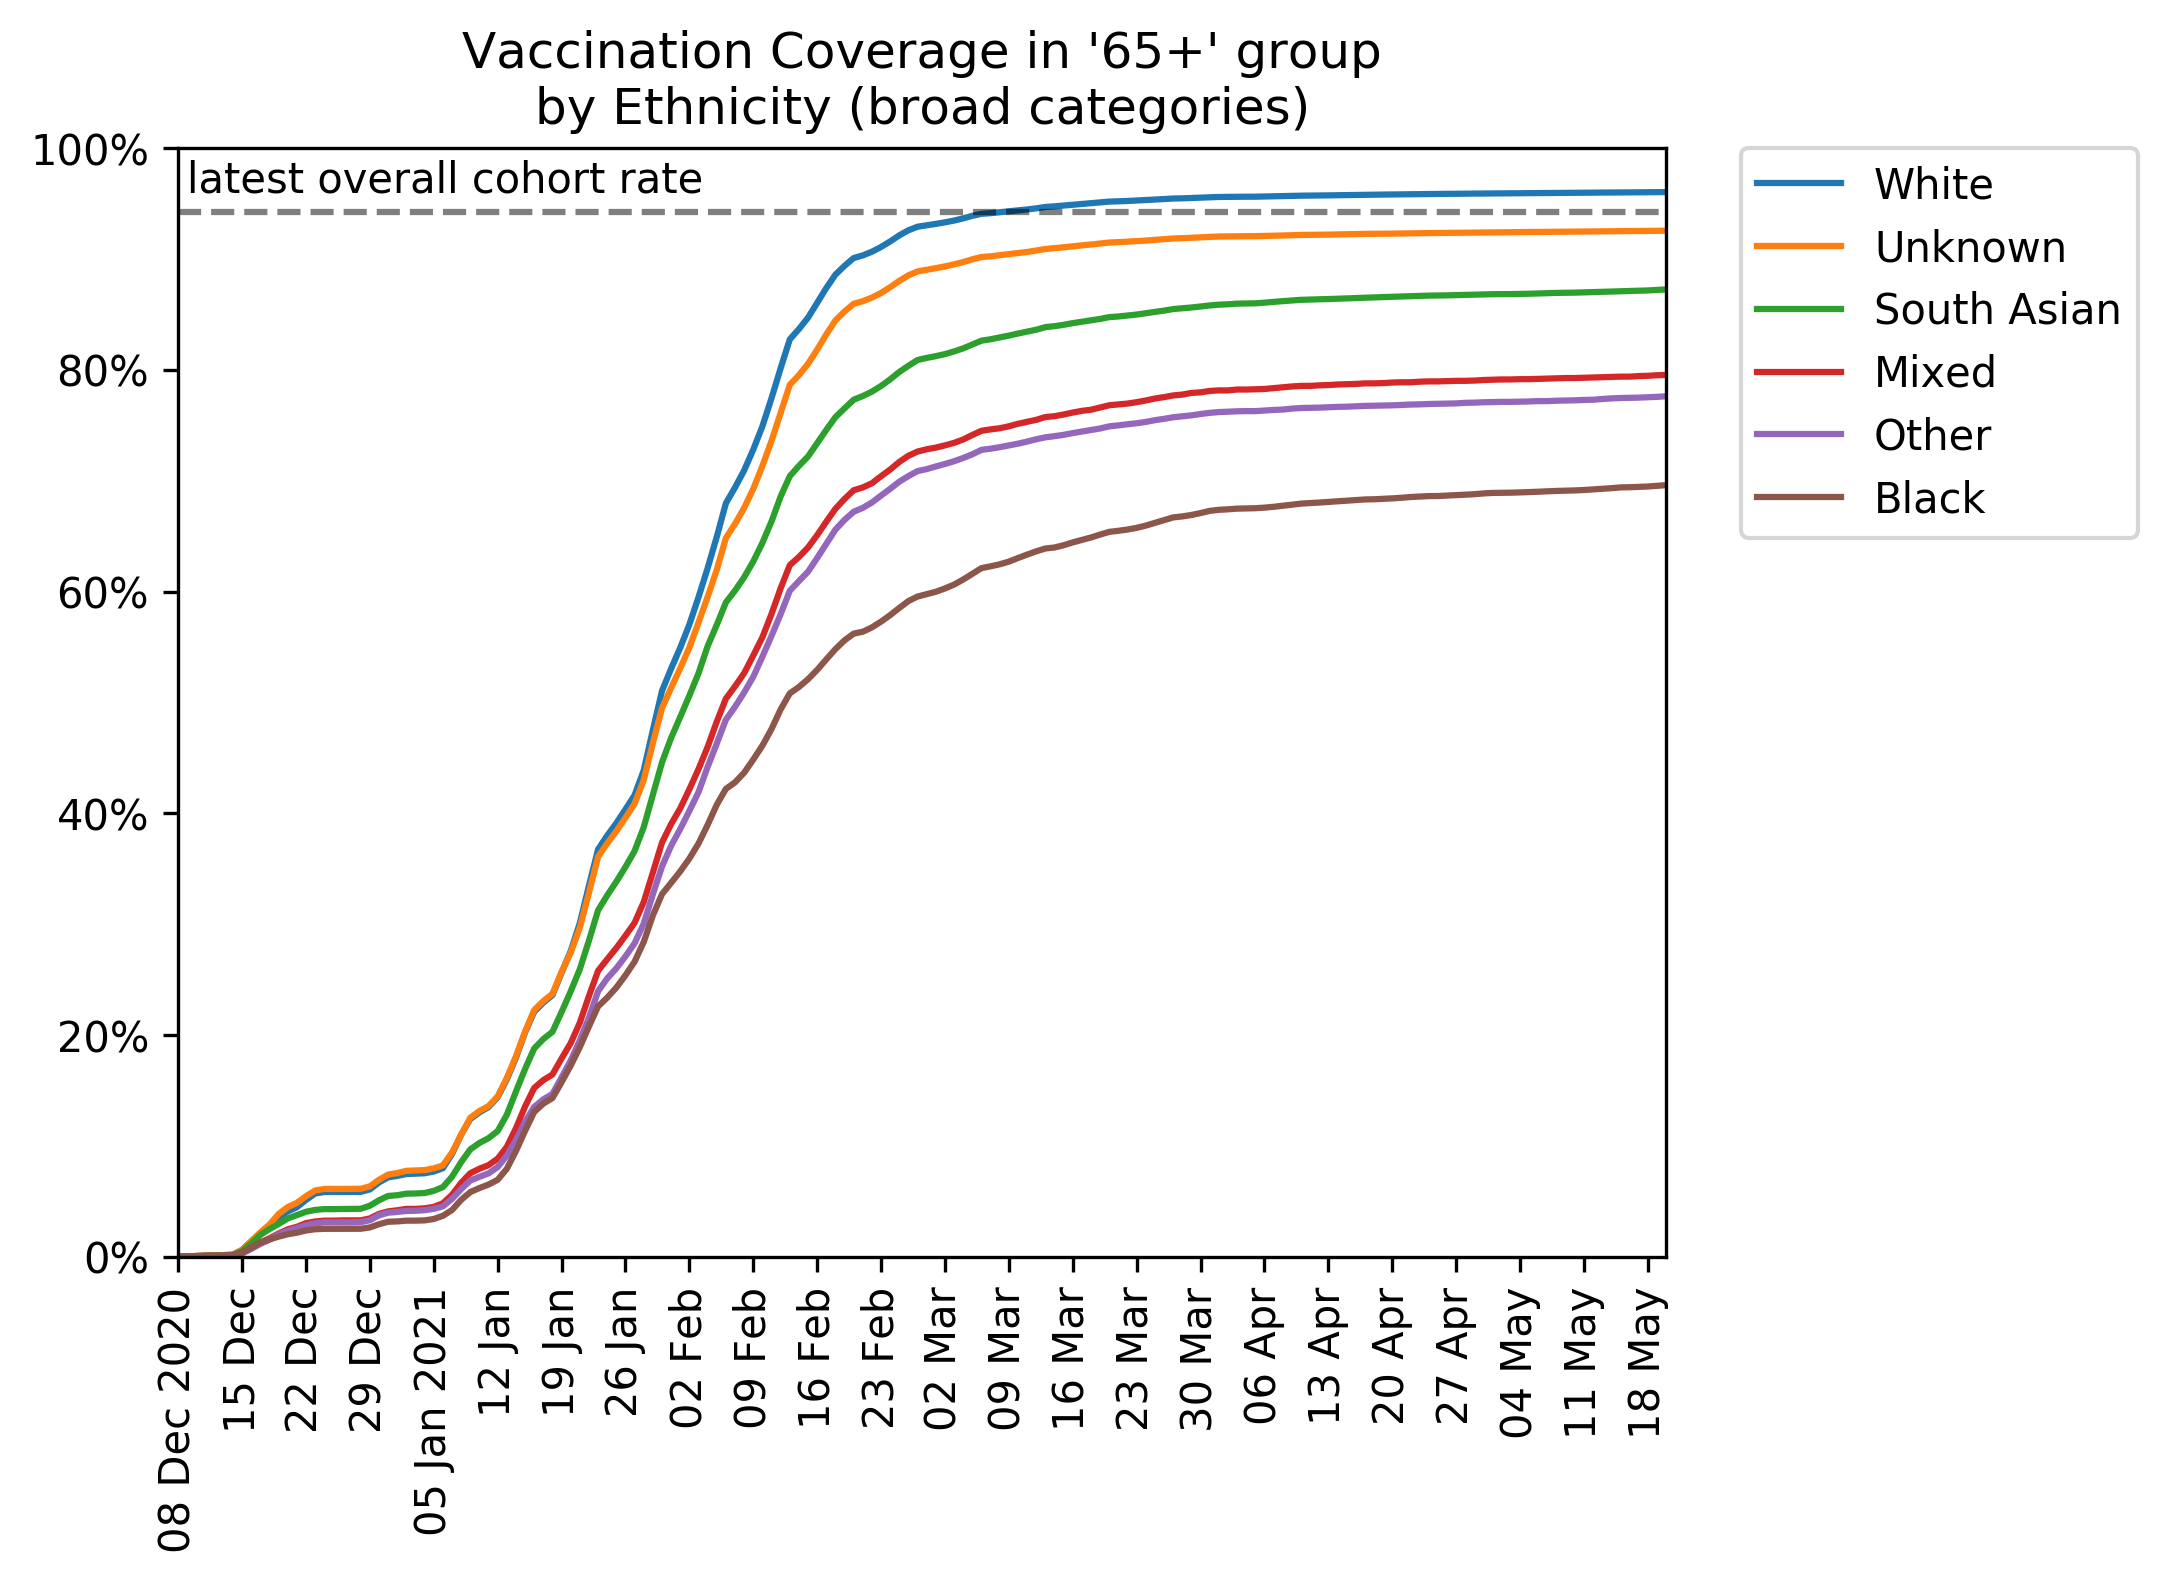 Vaccination Coverage in '65+' group
by Ethnicity (broad categories)
100%
80%
60%
40%
20%
0%
latest overall cohort rate
08 Dec 2020
15 Dec
22 Dec
29 Dec
05 Jan 2021
12 Jan
19 Jan
26 Jan
02 Feb
09 Feb
16 Feb
23 Feb
02 Mar
09 Mar
16 Mar
23 Mar
30 Mar
06 Apr
13 Apr
20 Apr
27 Apr
04 May
11 May
18 May
White
Unknown
South Asian
Mixed
Other
Black